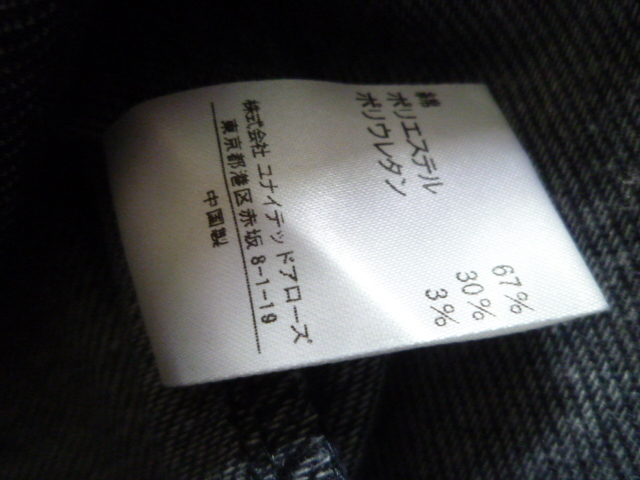 綿 67%
ポリエステル 30%
ポリウレタン 3%
株式会社 ユナイテッドアローズ
東京都港区赤坂 8-1-19
中国製